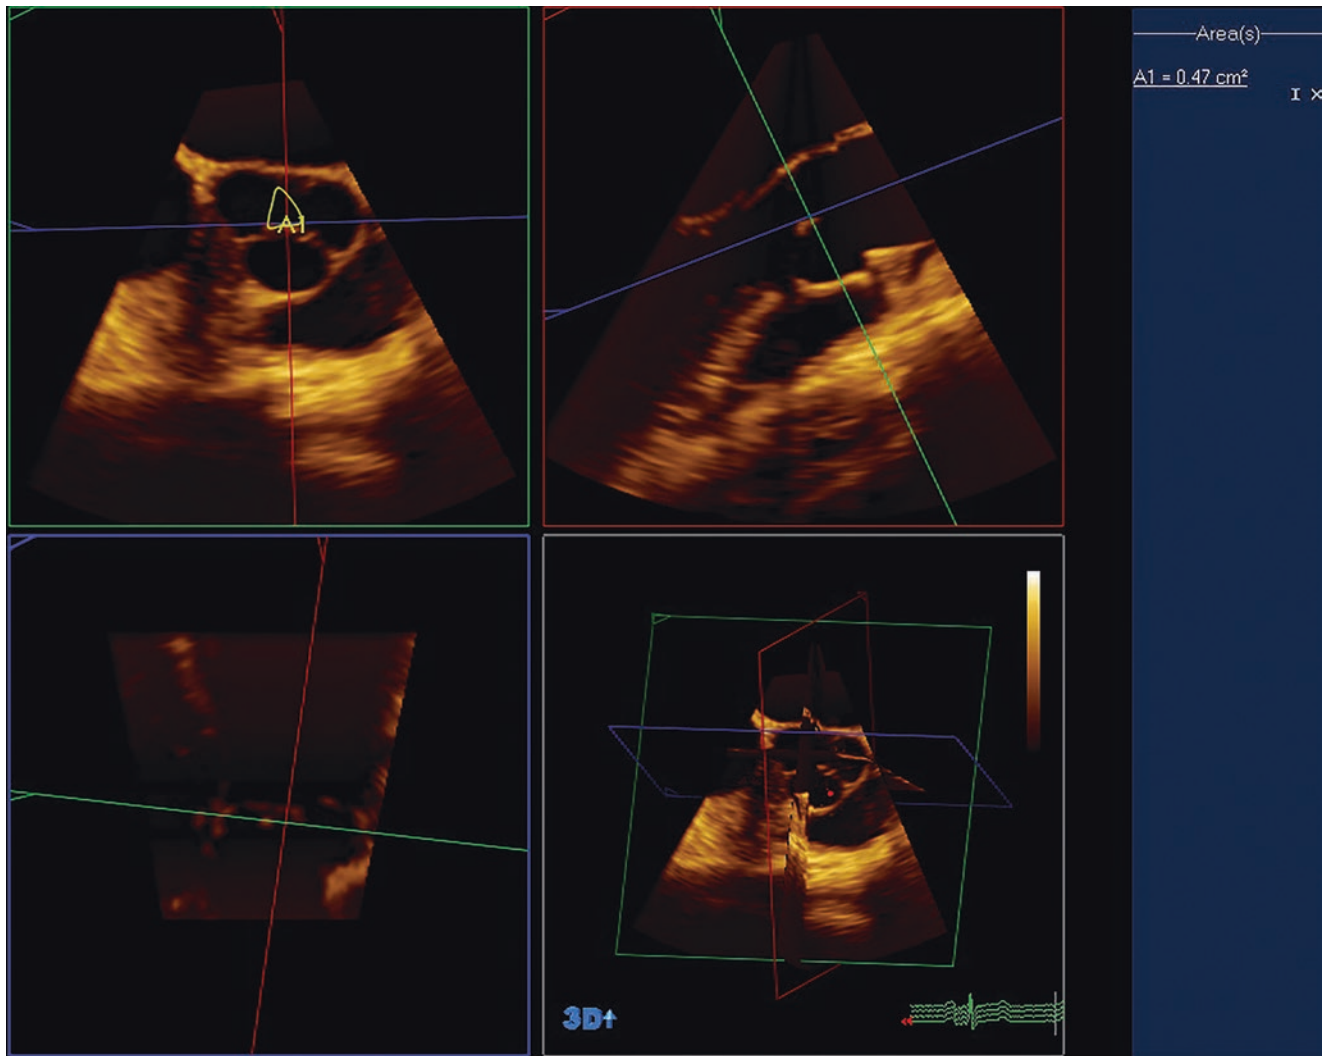 Area(s)
A1 = 0.47 cm²
I ×
A1
3D